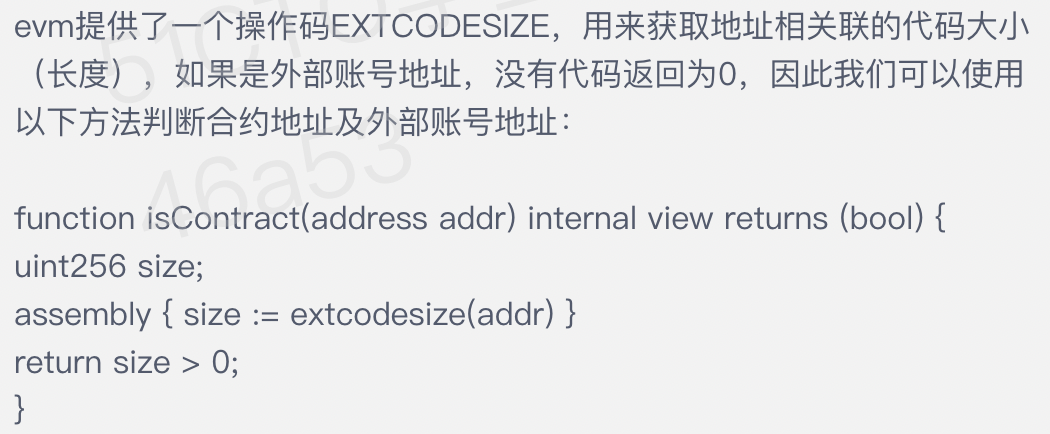 evm提供了一个操作码EXTCODESIZE，用来获取地址相关联的代码大小
（长度），如果是外部账号地址，没有代码返回为0，因此我们可以使用
以下方法判断合约地址及外部账号地址：
function isContract(address addr) internal view returns (bool) {
uint256 size;
assembly { size := extcodesize(addr) }
return size > 0;
}
46a53